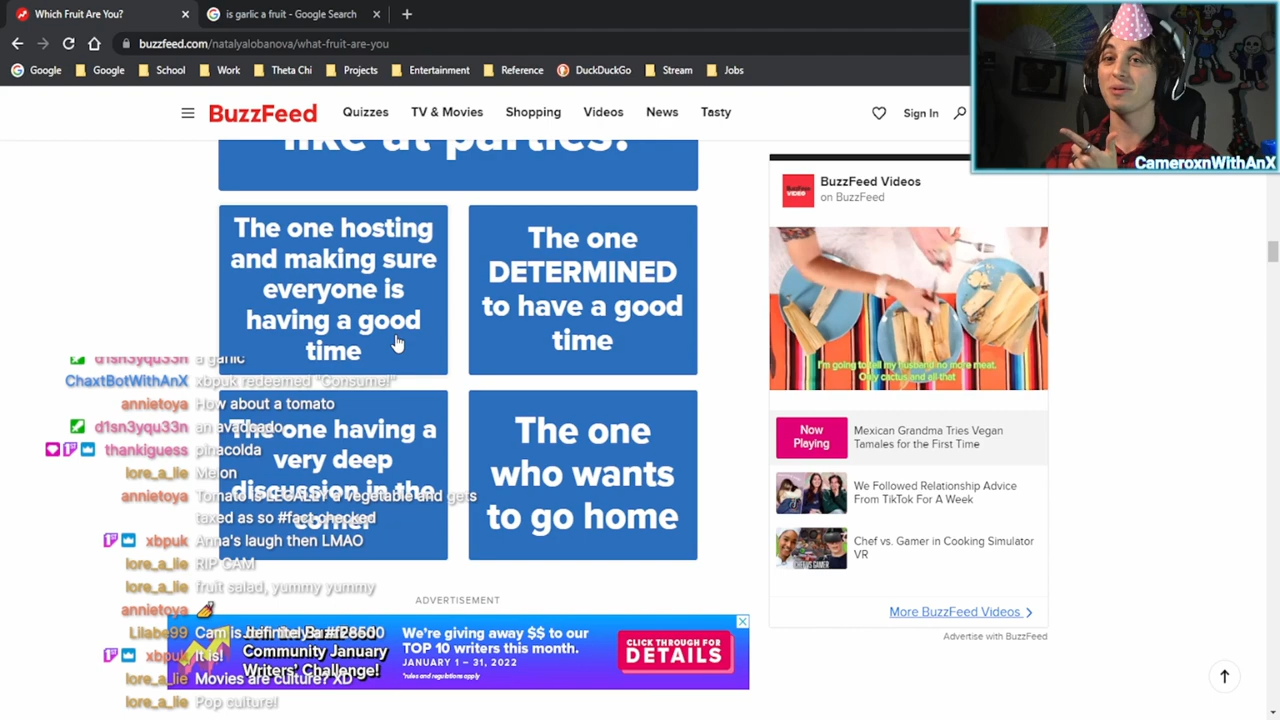 Which Fruit Are You?
is garlic a fruit - Google Search
buzzfeed.com/natalyalobanova/what-fruit-are-you
Google Google School Work Theta Chi Projects Entertainment Reference DuckDuckGo Stream Jobs
BuzzFeed Quizzes TV & Movies Shopping Videos News Tasty Sign In
CameroxnWithAnX
like at parties?
The one hosting
and making sure
everyone is
having a good
time
The one
DETERMINED
to have a good
time
The one having a
very deep
discussion in the
corner
The one
who wants
to go home
d1sn3yqu33n a garlic
ChaxtBotWithAnX xbpuk redeemed "Consume!"
annietoya How about a tomato
d1sn3yqu33n an avadcado
thankiguess pinacolda
lore_a_lie Melon
annietoya Tomato is LEGALLY a vegetable and gets
taxed as so #fact-checked
xbpuk Anna's laugh then LMAO
lore_a_lie RIP CAM
lore_a_lie fruit salad, yummy yummy
annietoya
Lilabe99 Cam is definitely a #f28500
xbpuk It is!
lore_a_lie Movies are culture? XD
lore_a_lie Pop culture!
ADVERTISEMENT
Join BuzzFeed's
Community January
Writers' Challenge!
We're giving away $$ to our
TOP 10 writers this month.
JANUARY 1 – 31, 2022
*rules and regulations apply
CLICK THROUGH FOR
DETAILS
BuzzFeed Videos
on BuzzFeed
I'm going to tell my husband no more meat.
Only cactus and all that
Now
Playing
Mexican Grandma Tries Vegan
Tamales for the First Time
We Followed Relationship Advice
From TikTok For A Week
Chef vs. Gamer in Cooking Simulator
VR
More BuzzFeed Videos
Advertise with BuzzFeed